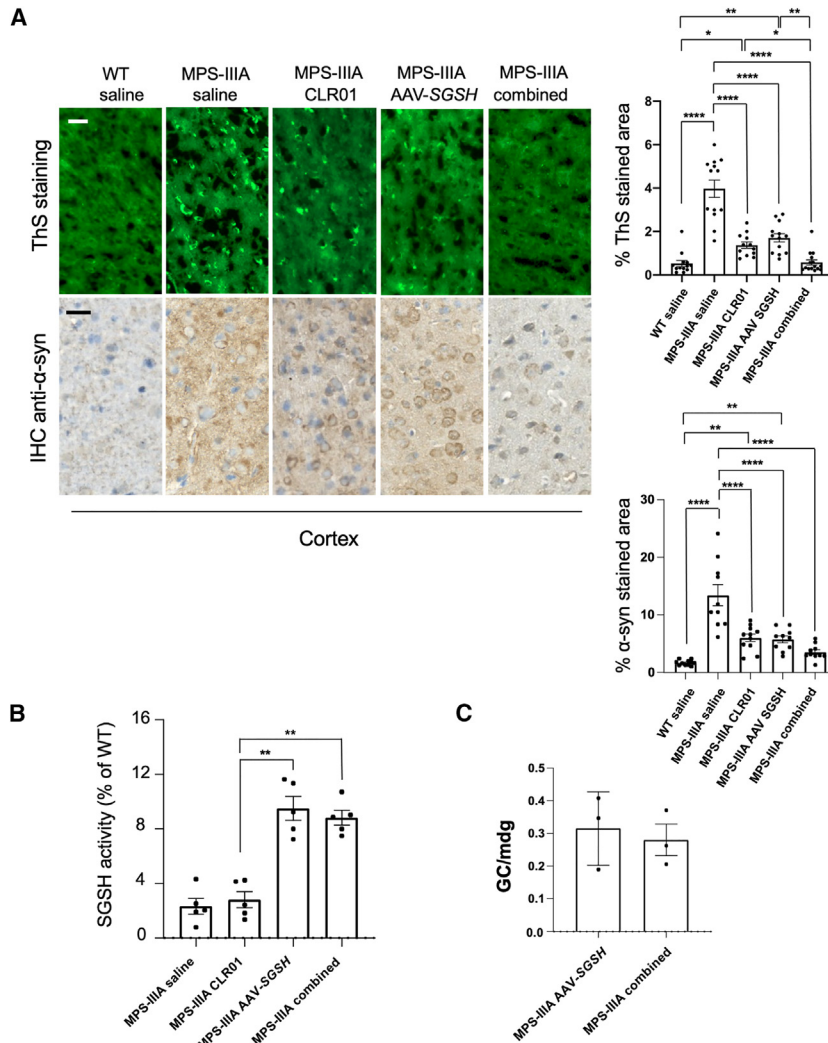 A
WT saline
MPS-IIIA saline
MPS-IIIA CLR01
MPS-IIIA AAV-SGSH
MPS-IIIA combined
ThS staining
IHC anti-α-syn
Cortex
** **
* *
****
****
**** ****
% ThS stained area
8
6
4
2
0
WT saline
MPS-IIIA saline
MPS-IIIA CLR01
MPS-IIIA AAV SGSH
MPS-IIIA combined
**
**
****
****
**** ****
% α-syn stained area
30
20
10
0
WT saline
MPS-IIIA saline
MPS-IIIA CLR01
MPS-IIIA AAV SGSH
MPS-IIIA combined
B
SGSH activity (% of WT)
16
12
8
4
0
**
**
MPS-IIIA saline
MPS-IIIA CLR01
MPS-IIIA AAV-SGSH
MPS-IIIA combined
C
GC/mdg
0.5
0.4
0.3
0.2
0.1
0.0
MPS-IIIA AAV-SGSH
MPS-IIIA combined